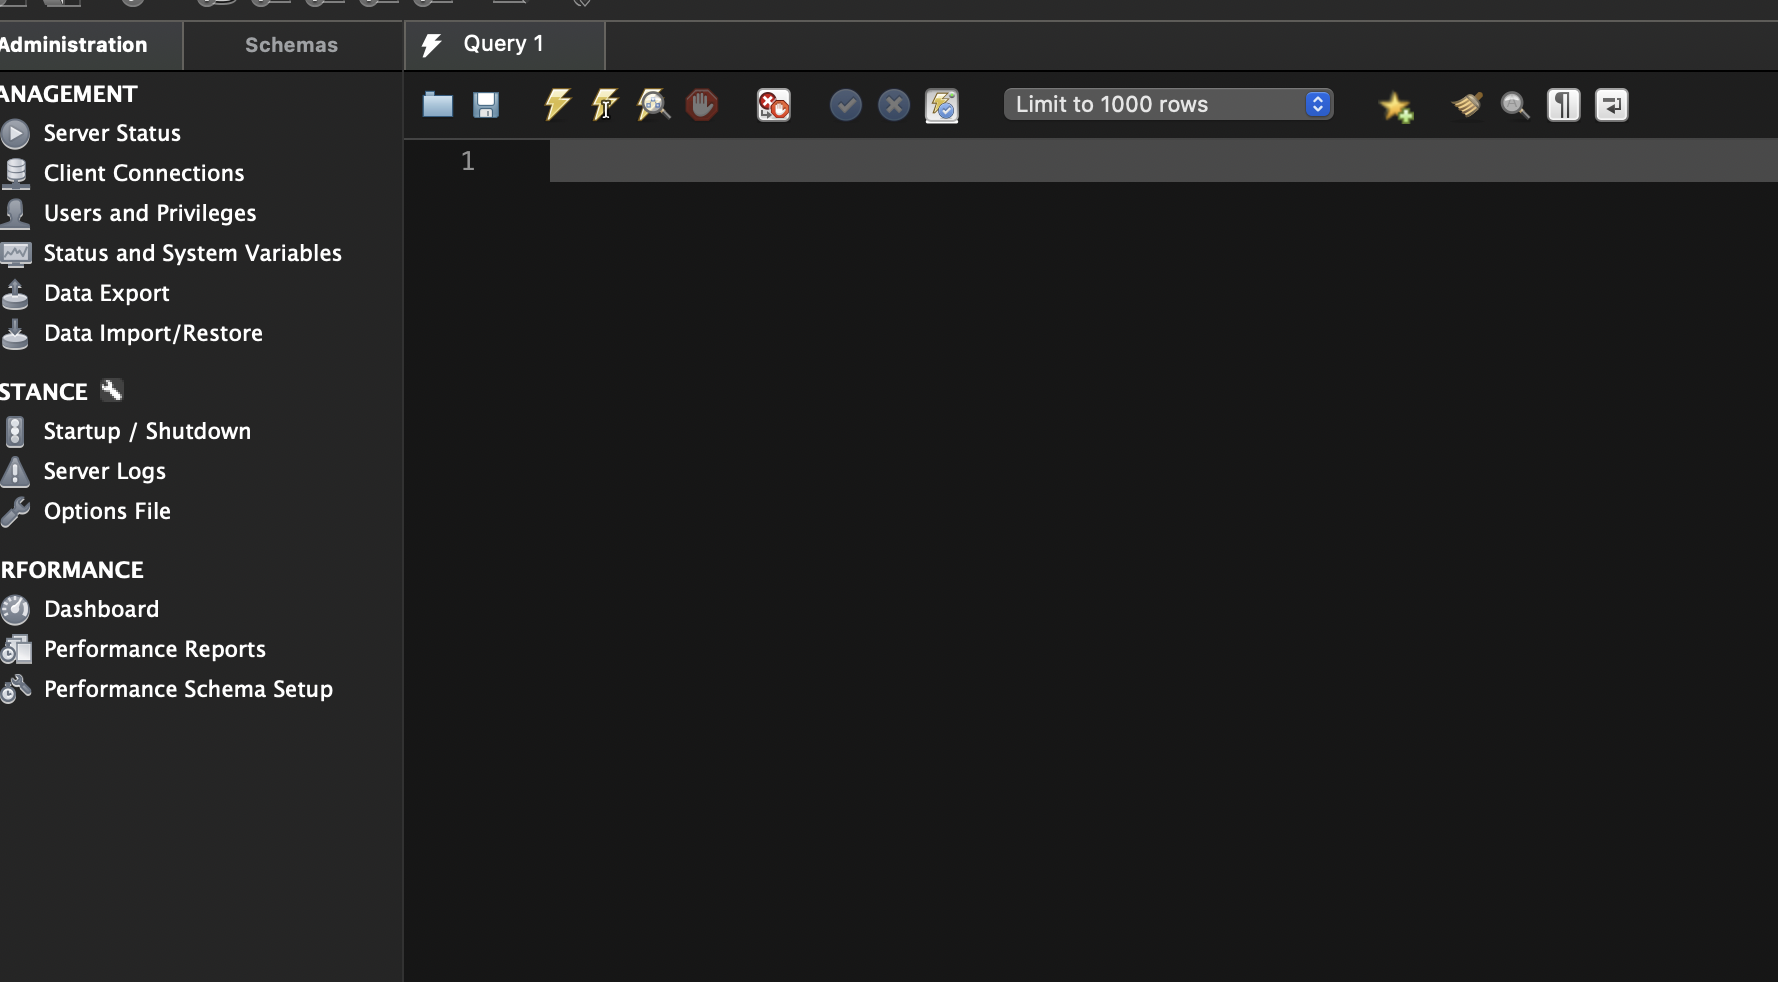 Administration
Schemas
Query 1
ANAGEMENT
Server Status
Client Connections
Users and Privileges
Status and System Variables
Data Export
Data Import/Restore
STANCE
Startup / Shutdown
Server Logs
Options File
RFORMANCE
Dashboard
Performance Reports
Performance Schema Setup
Limit to 1000 rows
1